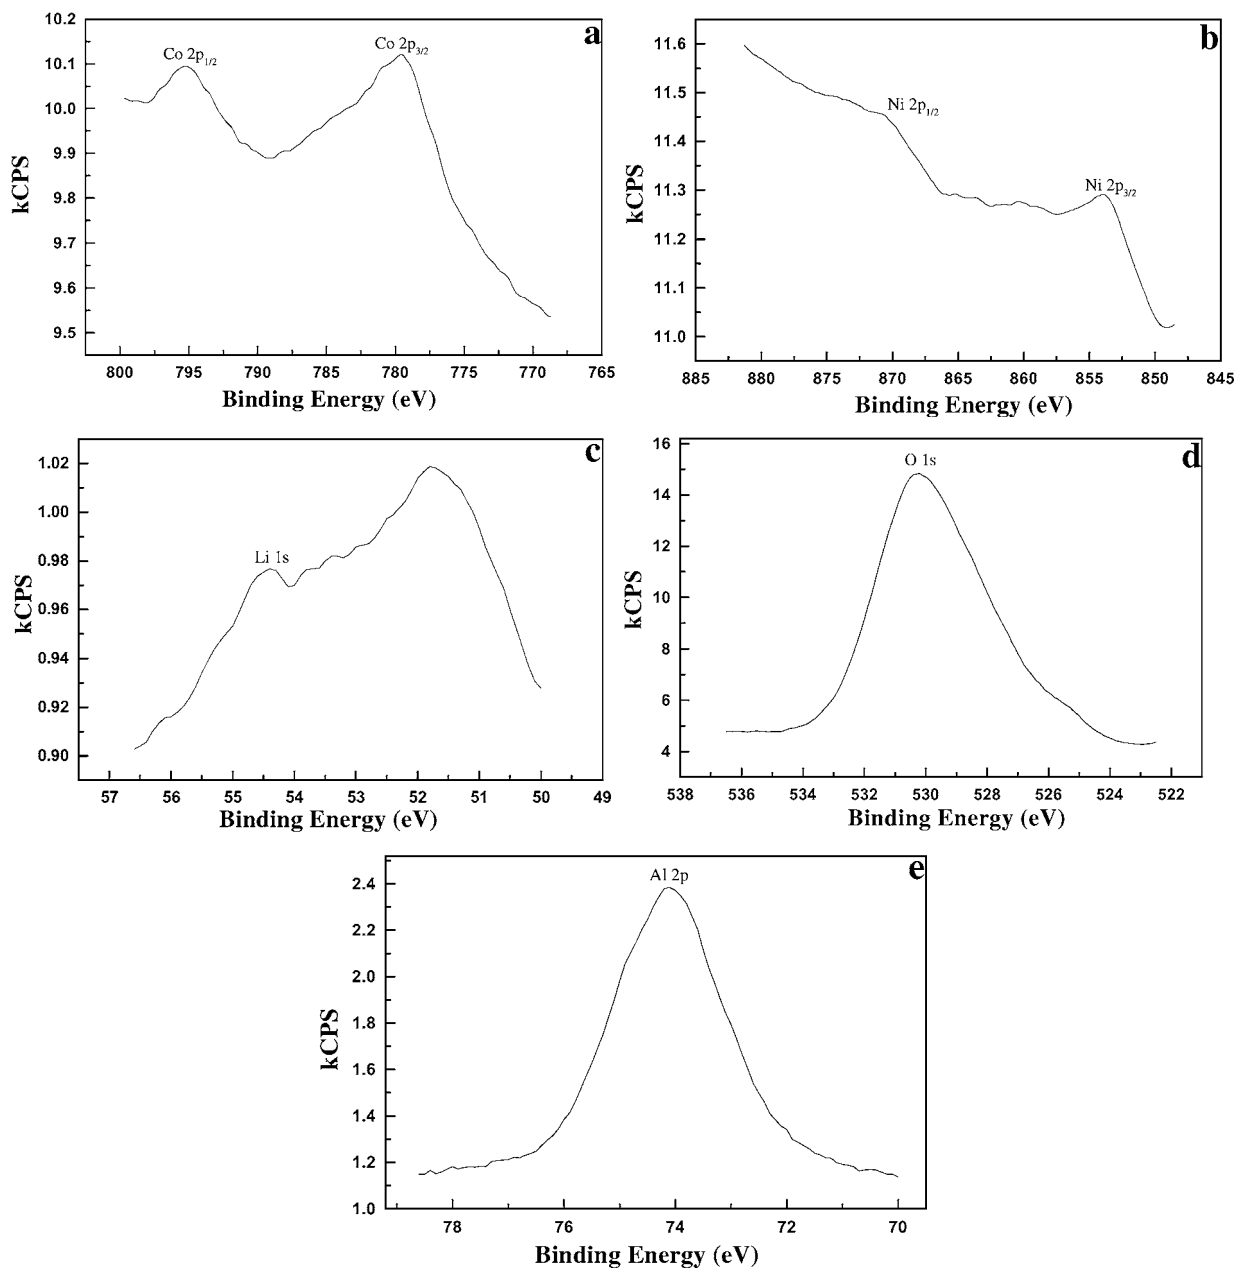 a
Co 2p1/2
Co 2p3/2
10.2
10.1
10.0
9.9
9.8
9.7
9.6
9.5
kCPS
800 795 790 785 780 775 770 765
Binding Energy (eV)
b
Ni 2p1/2
Ni 2p3/2
11.6
11.5
11.4
11.3
11.2
11.1
11.0
kCPS
885 880 875 870 865 860 855 850 845
Binding Energy (eV)
c
Li 1s
1.02
1.00
0.98
0.96
0.94
0.92
0.90
kCPS
57 56 55 54 53 52 51 50 49
Binding Energy (eV)
d
O 1s
16
14
12
10
8
6
4
kCPS
538 536 534 532 530 528 526 524 522
Binding Energy (eV)
e
Al 2p
2.4
2.2
2.0
1.8
1.6
1.4
1.2
1.0
kCPS
78 76 74 72 70
Binding Energy (eV)